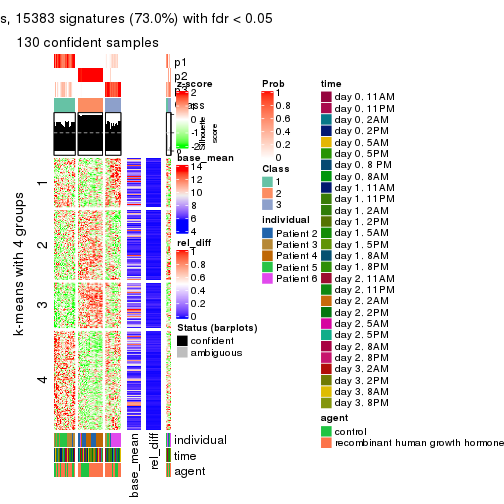 s, 15383 signatures (73.0%) with fdr < 0.05
130 confident samples
p1
p2
z-score
2
-2
Silhouette
score
base_mean
14
12
10
8
6
4
rel_diff
1
0.8
0.6
0.4
0.2
0
Status (barplots)
confident
ambiguous
k-means with 4 groups
1
2
3
4
individual
time
agent
base_mean
rel_diff
Prob
1
0.8
0.6
0.4
0.2
0
Class
1
2
3
individual
Patient 2
Patient 3
Patient 4
Patient 5
Patient 6
time
day 0. 11AM
day 0. 11PM
day 0. 2AM
day 0. 2PM
day 0. 5AM
day 0. 5PM
day 0. 8 PM
day 0. 8AM
day 1. 11AM
day 1. 11PM
day 1. 2AM
day 1. 2PM
day 1. 5AM
day 1. 5PM
day 1. 8AM
day 1. 8PM
day 2. 11AM
day 2. 11PM
day 2. 2AM
day 2. 2PM
day 2. 5AM
day 2. 5PM
day 2. 8AM
day 2. 8PM
day 3. 2AM
day 3. 2PM
day 3. 8AM
day 3. 8PM
agent
control
recombinant human growth hormone